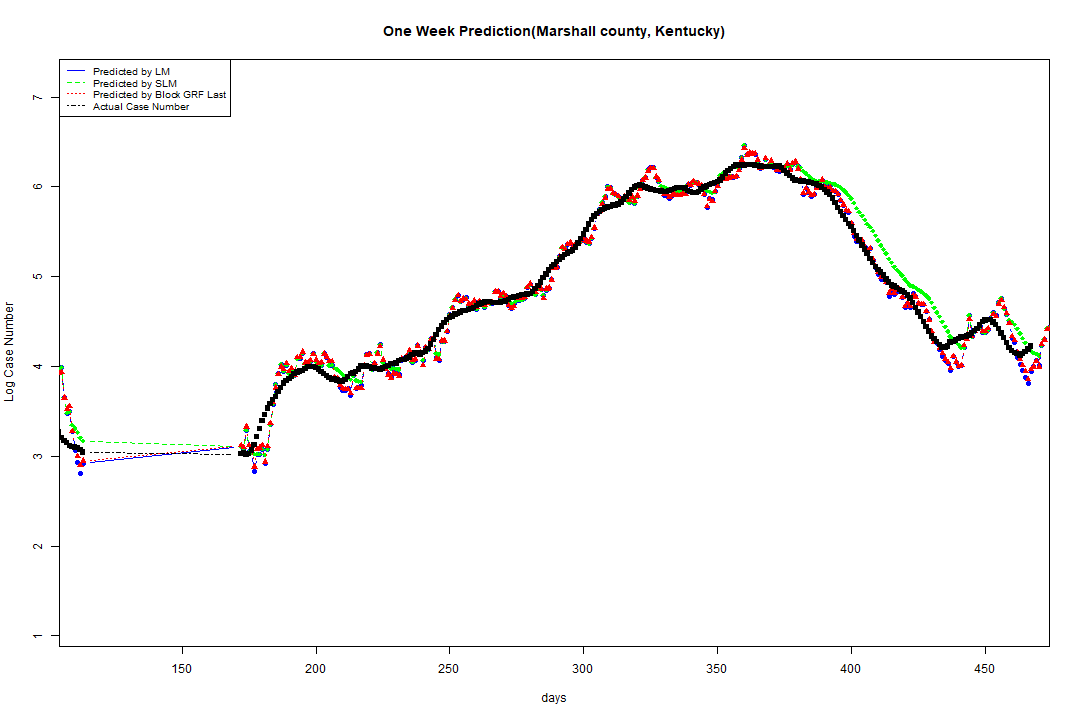 One Week Prediction(Marshall county, Kentucky)
Predicted by LM
Predicted by SLM
Predicted by Block GRF Last
Actual Case Number
Log Case Number
7
6
5
4
3
2
1
150 200 250 300 350 400 450
days